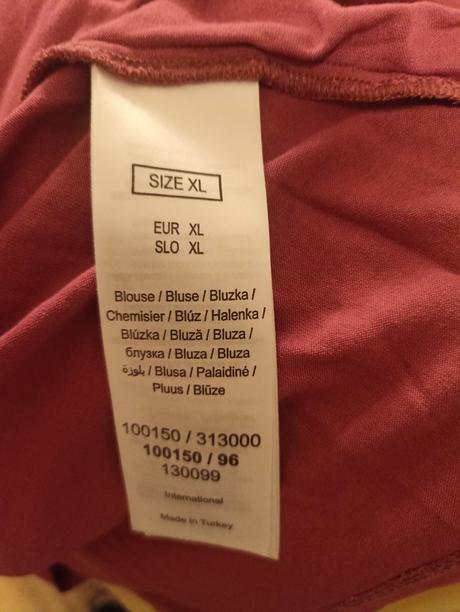 SIZE XL
EUR XL
SLO XL
Blouse / Bluse / Bluzka /
Chemisier / Blúz / Halenka /
Blúzka / Bluză / Bluza /
блузка / Bluza / Bluza
بلوزة / Blusa / Palaidinė /
Pluus / Blūze
100150 / 313000
100150 / 96
130099
International
Made in Turkey